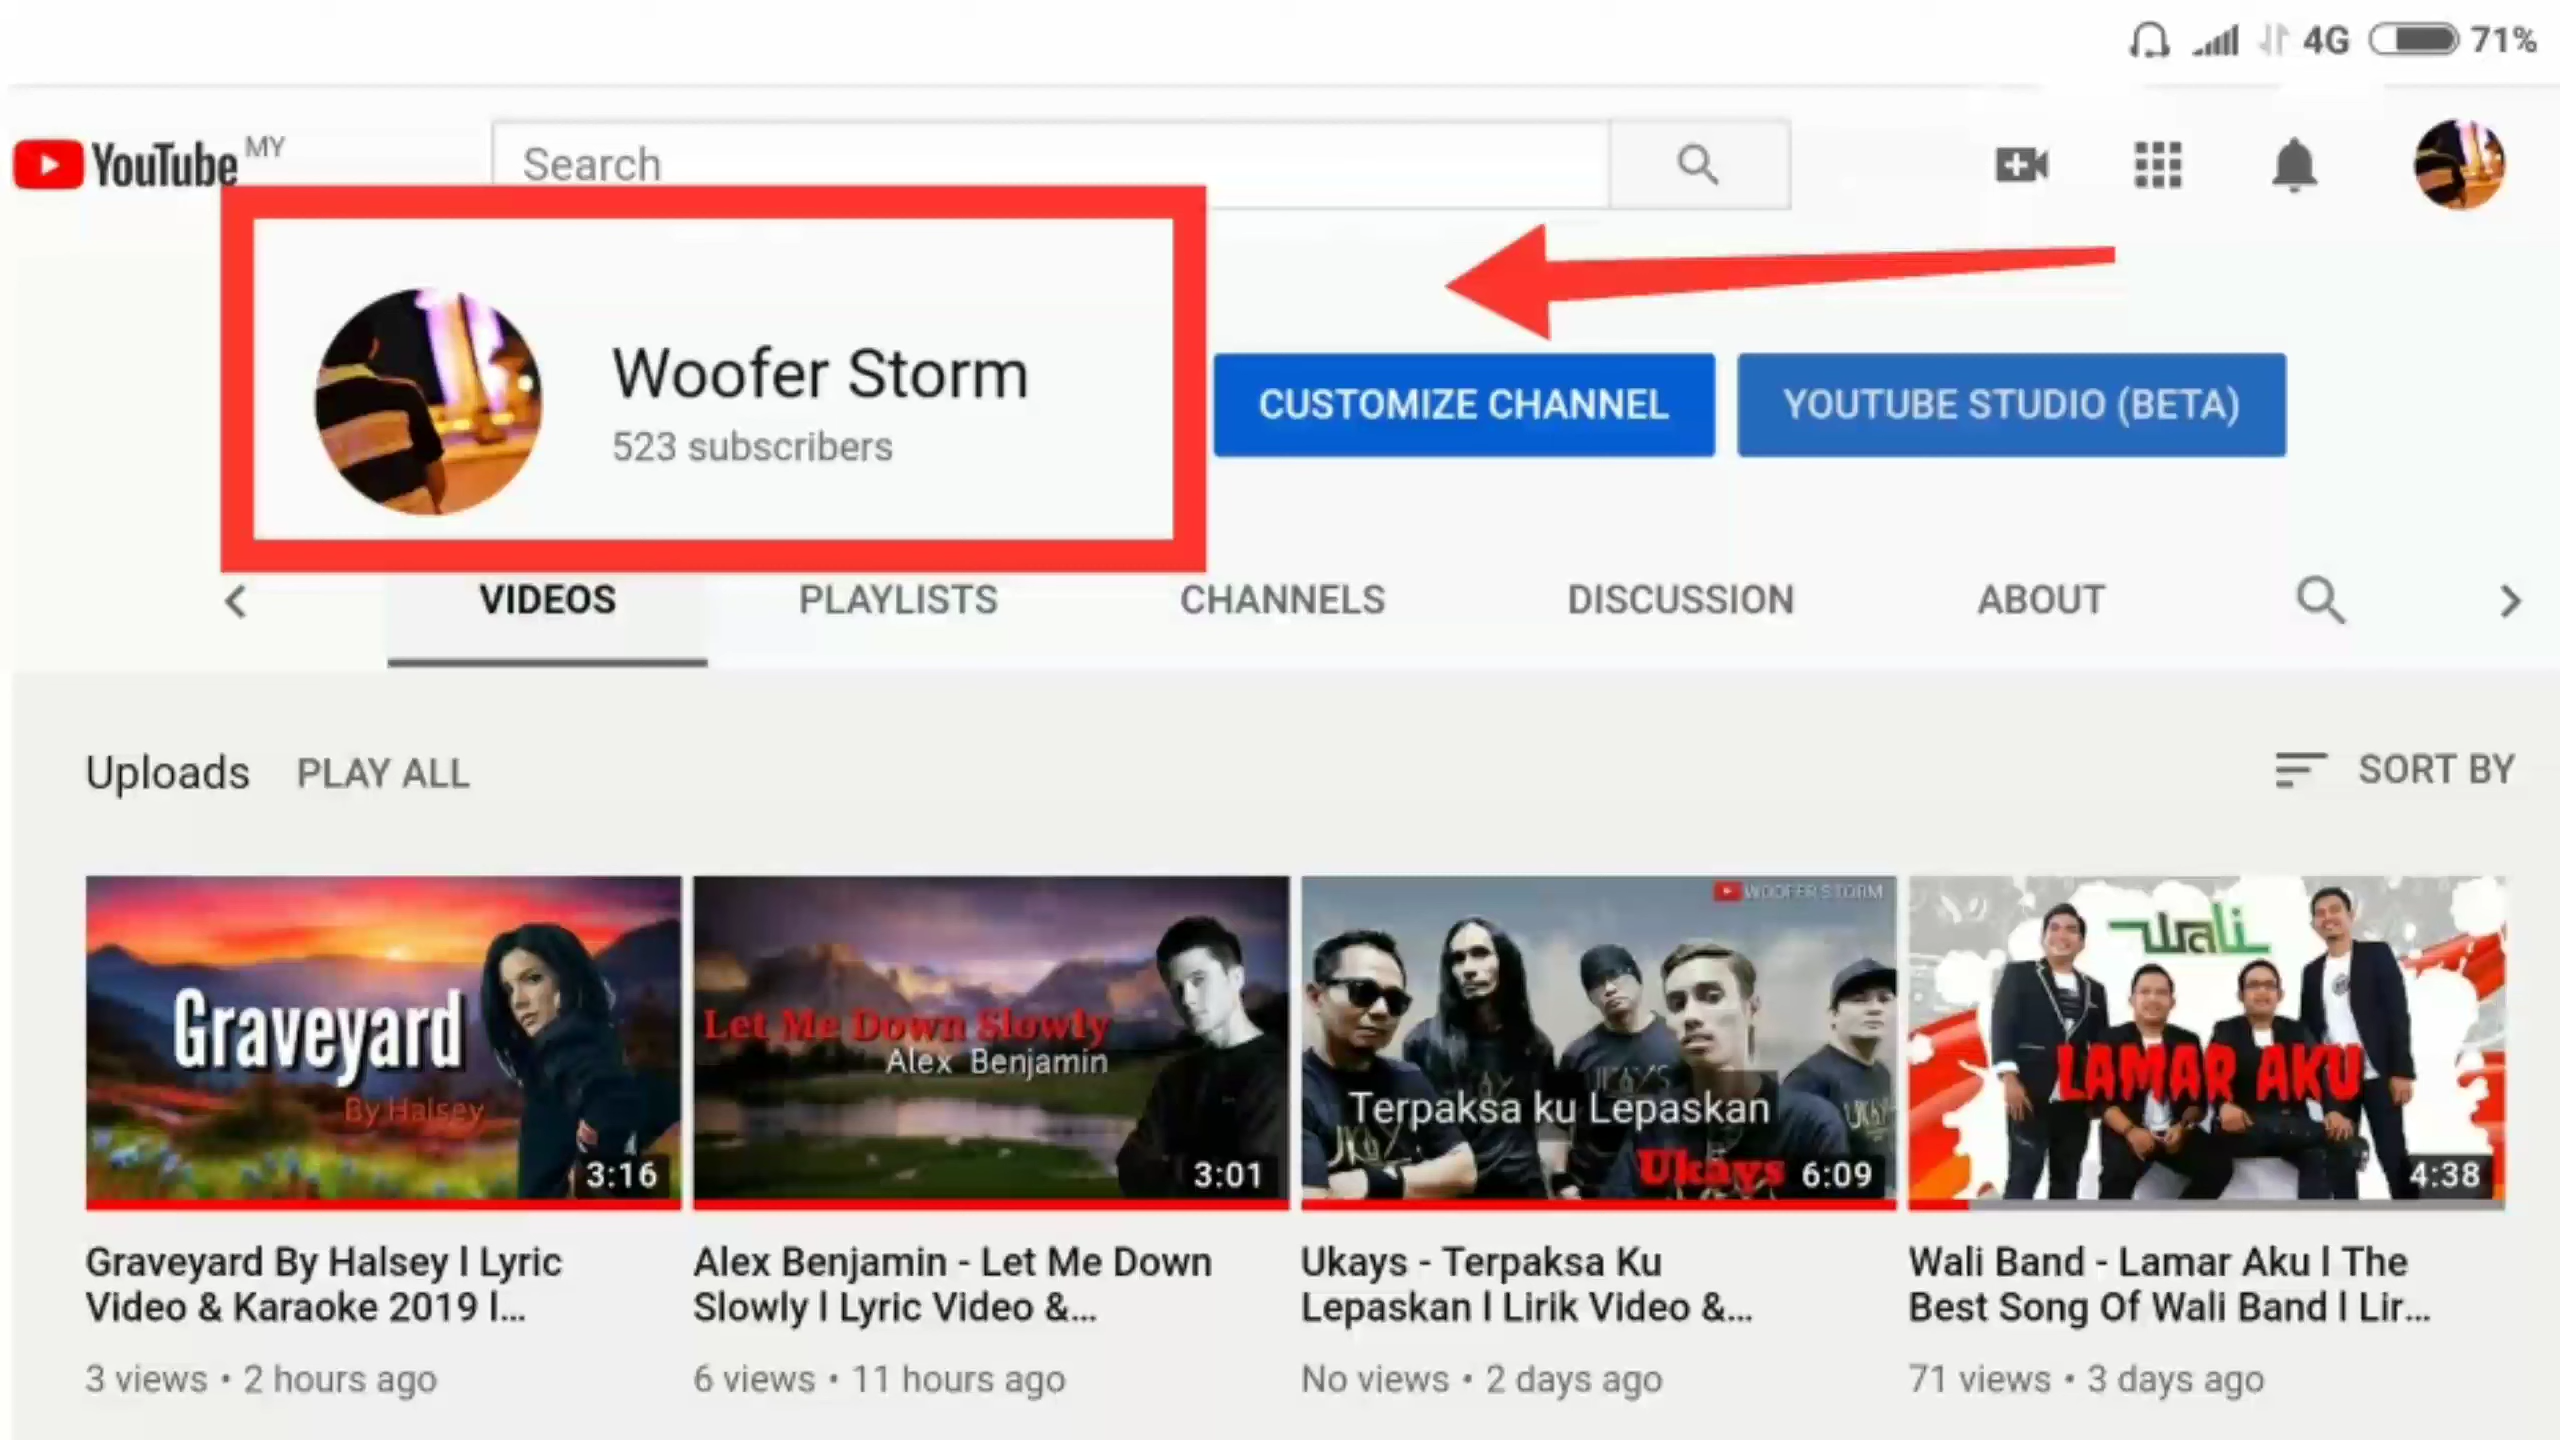 4G 71%
YouTube MY
Search
Woofer Storm
523 subscribers
CUSTOMIZE CHANNEL
YOUTUBE STUDIO (BETA)
VIDEOS PLAYLISTS CHANNELS DISCUSSION ABOUT
Uploads PLAY ALL
SORT BY
Graveyard
By Halsey
3:16
Let Me Down Slowly
Alex Benjamin
3:01
WOOFER STORM
Terpaksa ku Lepaskan
Ukays
6:09
Wali
LAMAR AKU
4:38
Graveyard By Halsey l Lyric
Video & Karaoke 2019 l...
3 views • 2 hours ago
Alex Benjamin - Let Me Down
Slowly l Lyric Video &...
6 views • 11 hours ago
Ukays - Terpaksa Ku
Lepaskan l Lirik Video &...
No views • 2 days ago
Wali Band - Lamar Aku l The
Best Song Of Wali Band l Lir...
71 views • 3 days ago